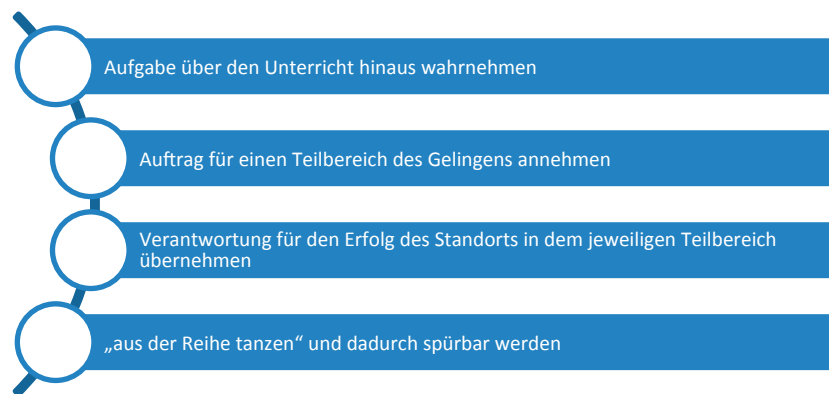 Aufgabe über den Unterricht hinaus wahrnehmen
Auftrag für einen Teilbereich des Gelingens annehmen
Verantwortung für den Erfolg des Standorts in dem jeweiligen Teilbereich
übernehmen
„aus der Reihe tanzen“ und dadurch spürbar werden